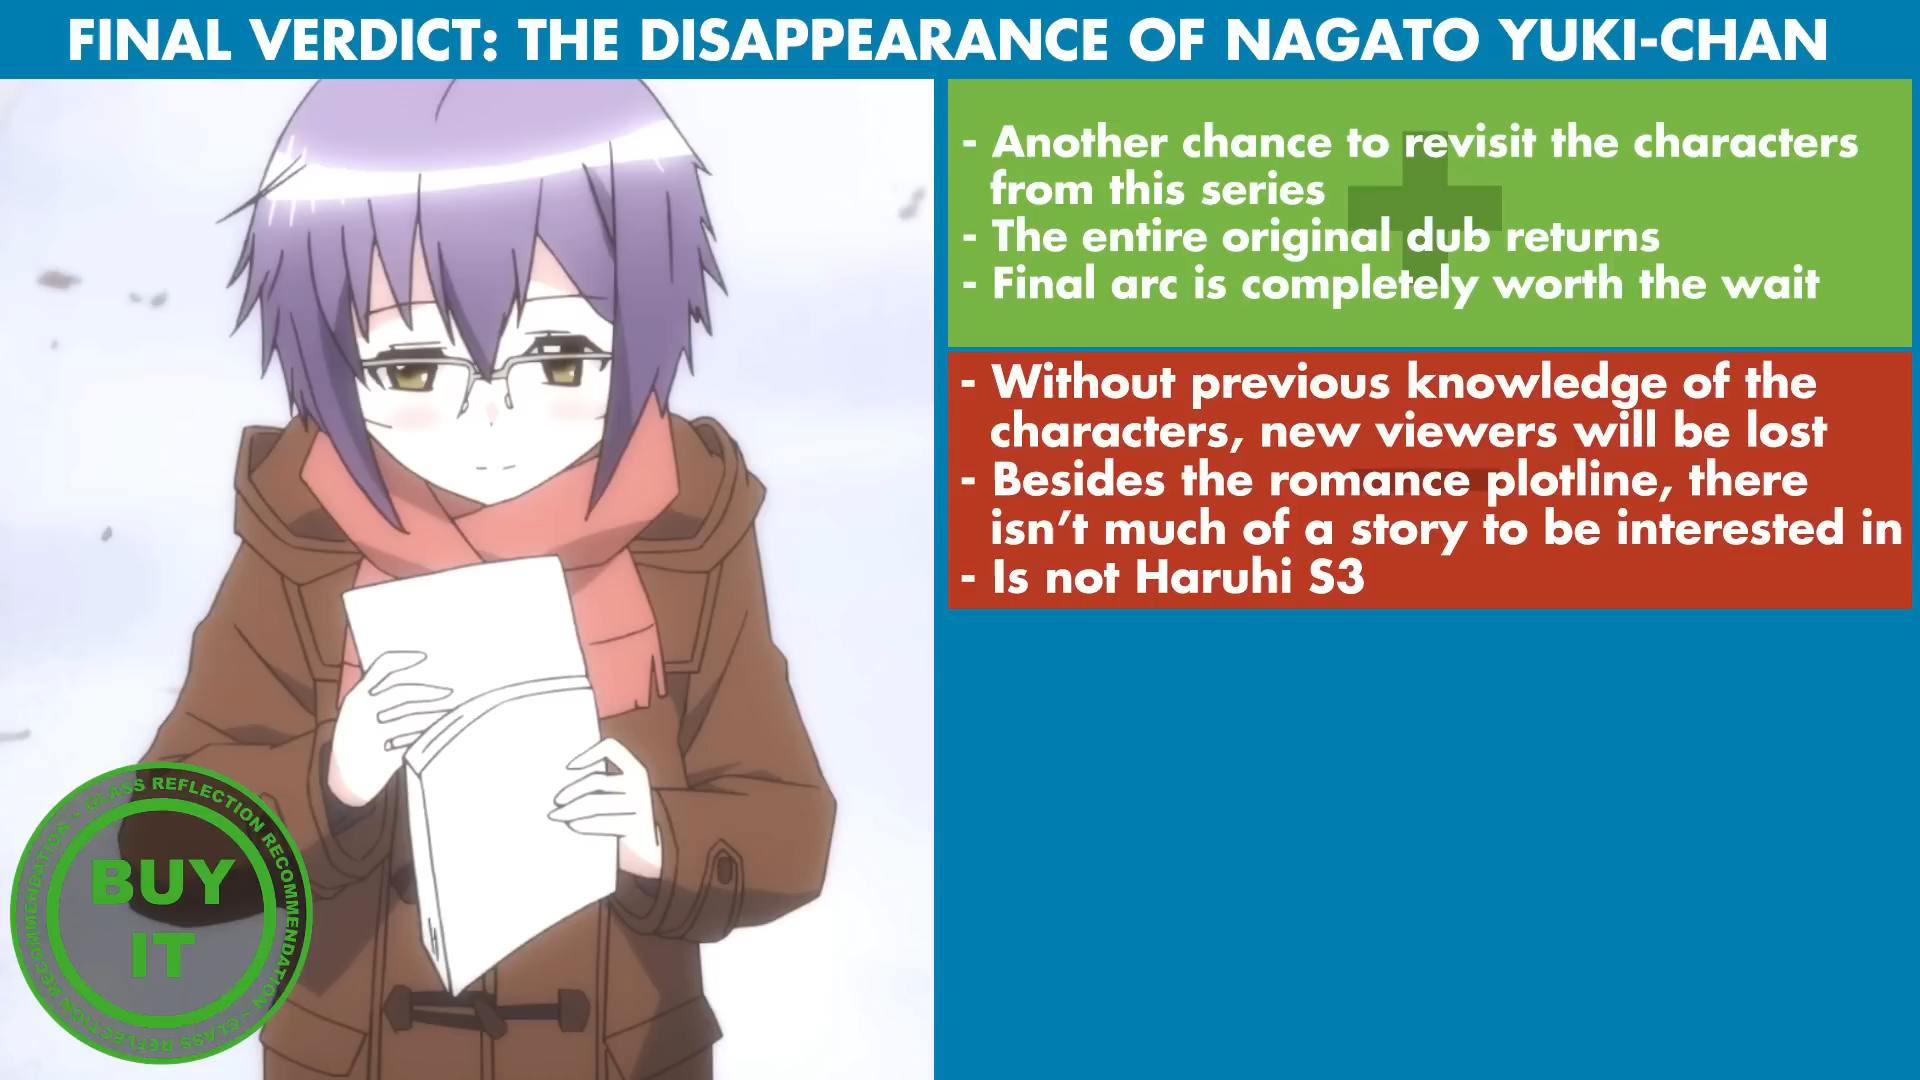 FINAL VERDICT: THE DISAPPEARANCE OF NAGATO YUKI-CHAN
- Another chance to revisit the characters
from this series
- The entire original dub returns
- Final arc is completely worth the wait
- Without previous knowledge of the
characters, new viewers will be lost
- Besides the romance plotline, there
isn't much of a story to be interested in
- Is not Haruhi S3
GLASS REFLECTION RECOMMENDATION - GLASS REFLECTION RECOMMENDATION -
BUY
IT